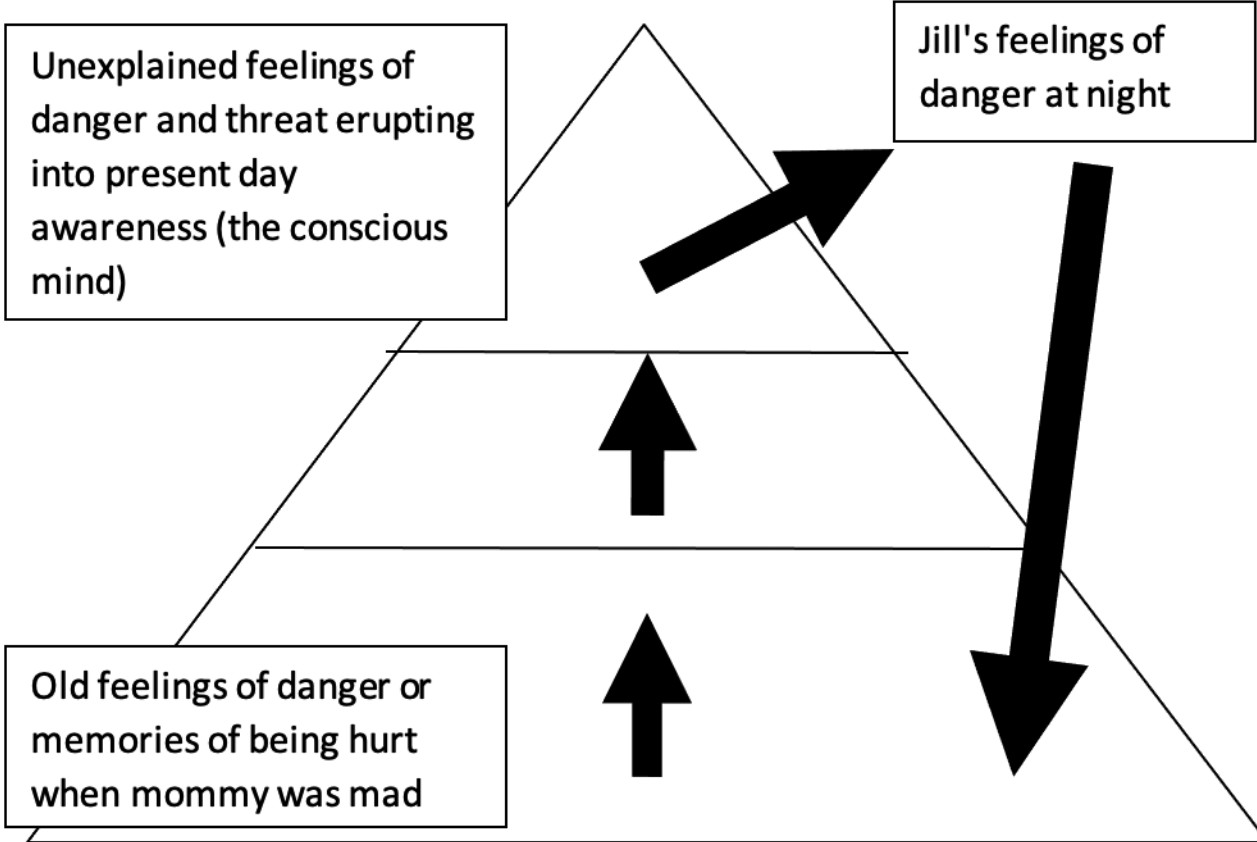 Unexplained feelings of
danger and threat erupting
into present day
awareness (the conscious
mind)
Jill's feelings of
danger at night
Old feelings of danger or
memories of being hurt
when mommy was mad